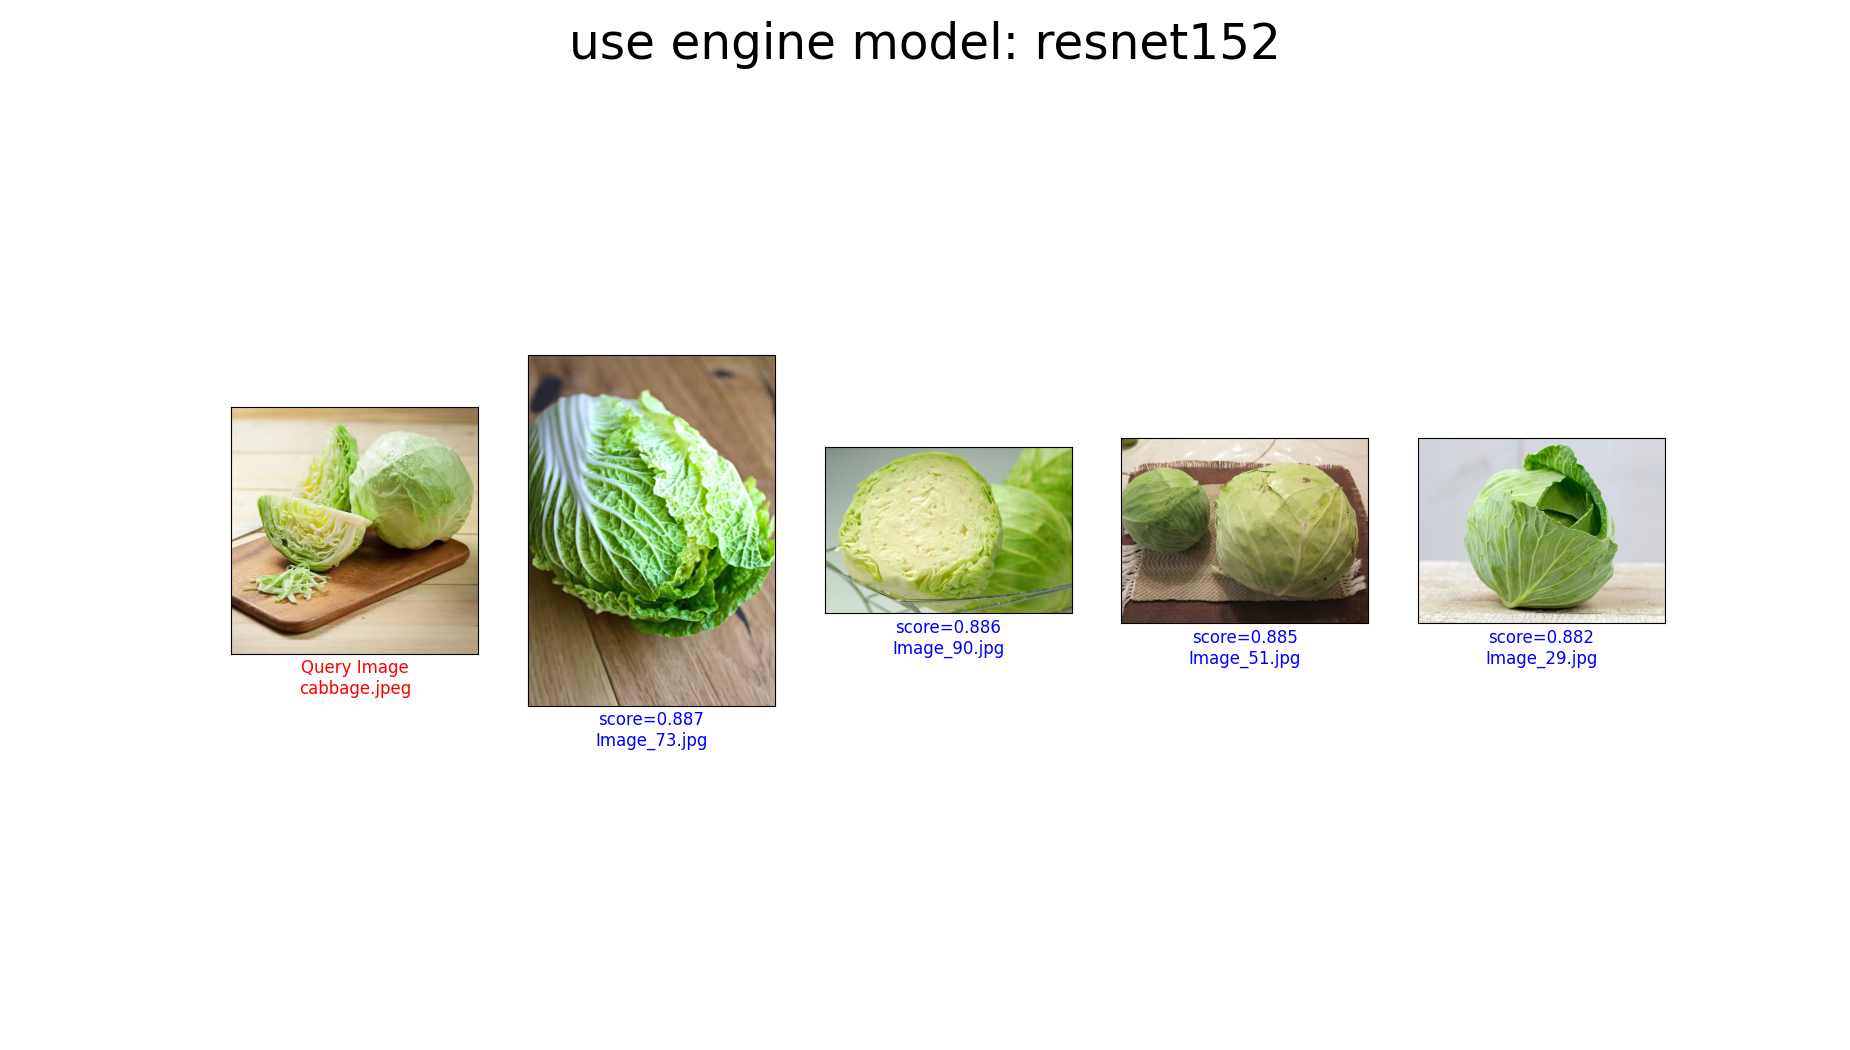 use engine model: resnet152
Query Image
cabbage.jpeg
score=0.887
Image_73.jpg
score=0.886
Image_90.jpg
score=0.885
Image_51.jpg
score=0.882
Image_29.jpg